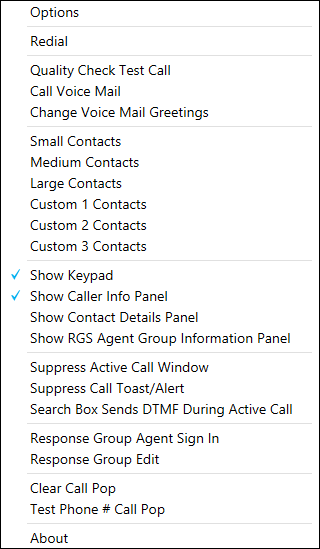 Options
Redial
Quality Check Test Call
Call Voice Mail
Change Voice Mail Greetings
Small Contacts
Medium Contacts
Large Contacts
Custom 1 Contacts
Custom 2 Contacts
Custom 3 Contacts
Show Keypad
Show Caller Info Panel
Show Contact Details Panel
Show RGS Agent Group Information Panel
Suppress Active Call Window
Suppress Call Toast/Alert
Search Box Sends DTMF During Active Call
Response Group Agent Sign In
Response Group Edit
Clear Call Pop
Test Phone # Call Pop
About